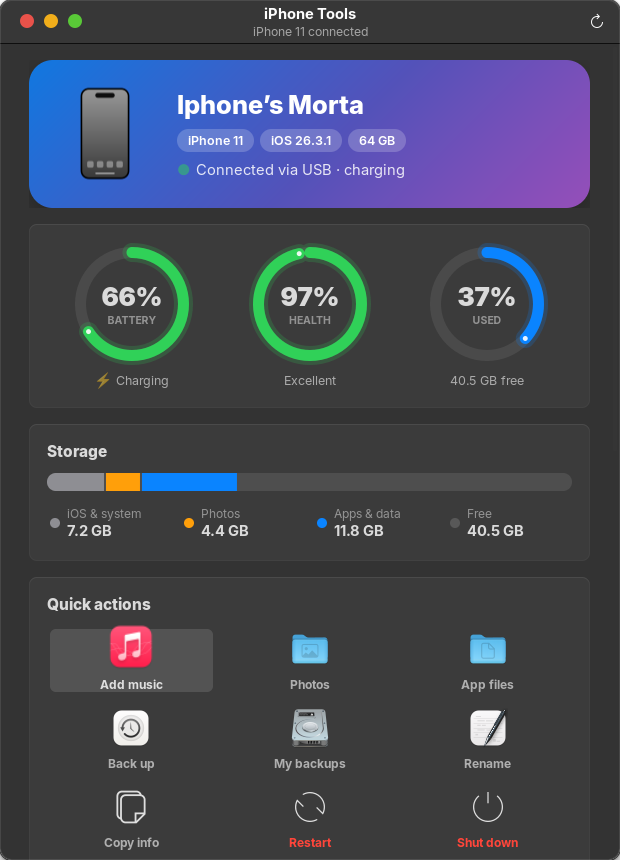 iPhone Tools
iPhone 11 connected
Iphone's Morta
iPhone 11 iOS 26.3.1 64 GB
Connected via USB · charging
66% 97% 37%
BATTERY HEALTH USED
⚡ Charging Excellent 40.5 GB free
Storage
iOS & system Photos Apps & data Free
7.2 GB 4.4 GB 11.8 GB 40.5 GB
Quick actions
Add music Photos App files
Back up My backups Rename
Copy info Restart Shut down